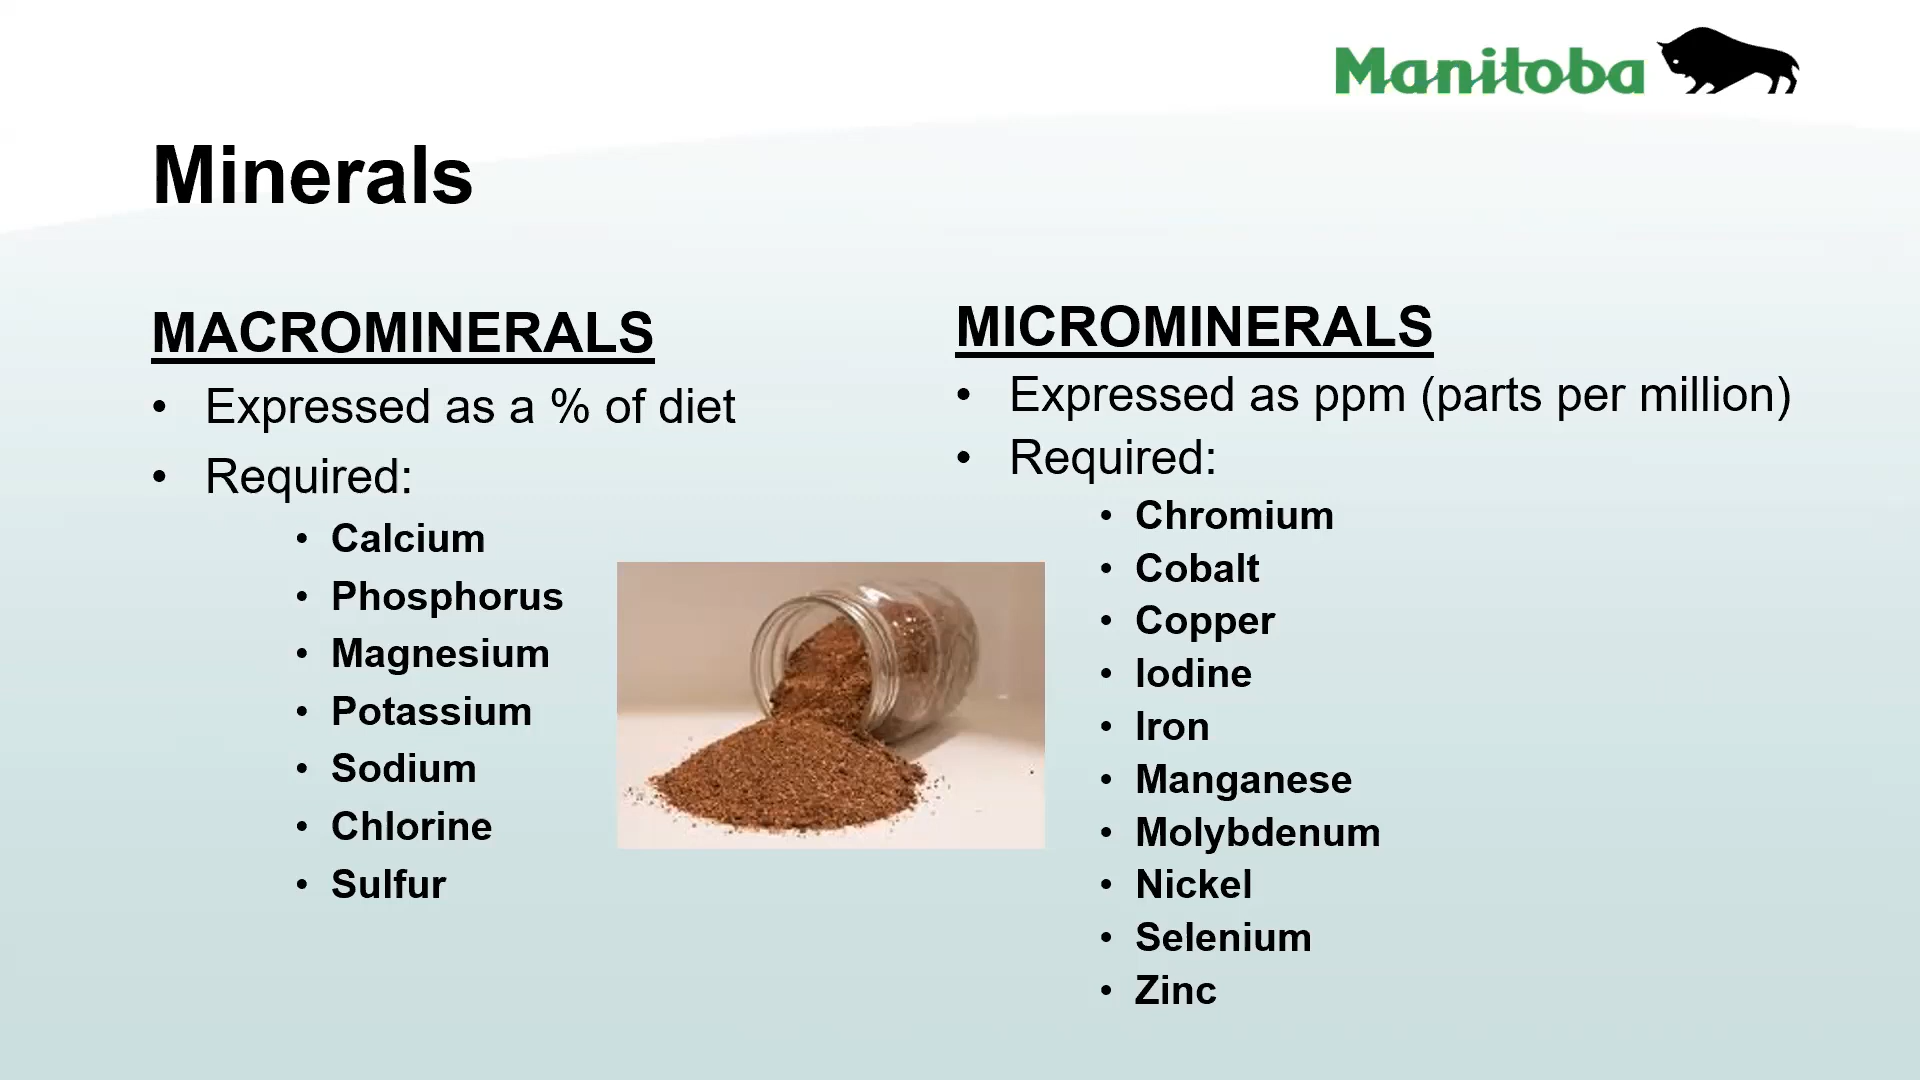 Manitoba
Minerals
MACROMINERALS
• Expressed as a % of diet
• Required:
• Calcium
• Phosphorus
• Magnesium
• Potassium
• Sodium
• Chlorine
• Sulfur
MICROMINERALS
• Expressed as ppm (parts per million)
• Required:
• Chromium
• Cobalt
• Copper
• Iodine
• Iron
• Manganese
• Molybdenum
• Nickel
• Selenium
• Zinc